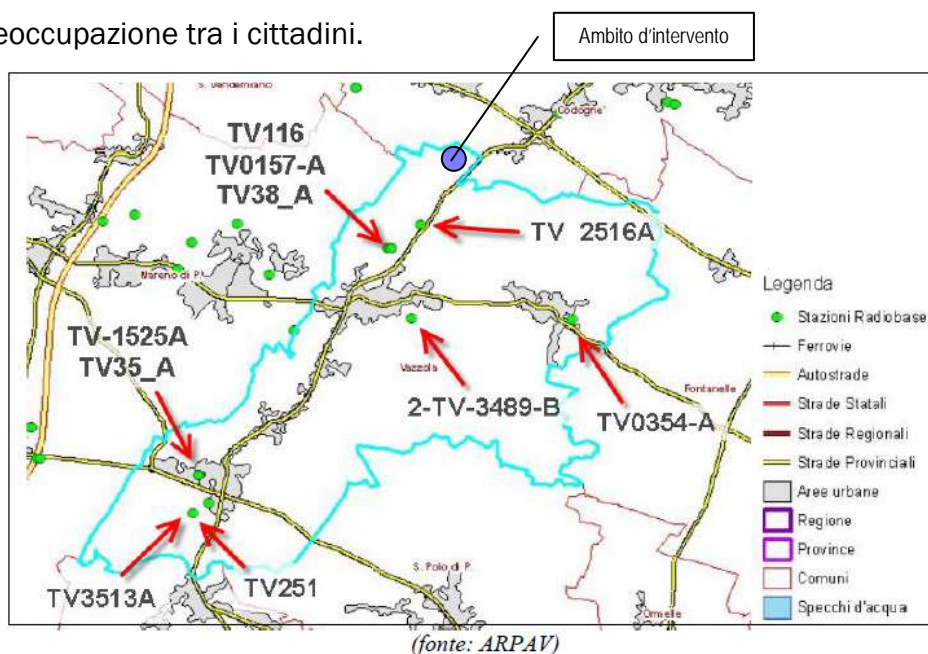 eoccupazione tra i cittadini.
Ambito d'intervento
S. Vendemiano
Codogne'
TV116
TV0157-A
TV38_A
TV 2516A
Mareno di P.
TV-1525A
TV35_A
Vazzola
2-TV-3489-B
TV0354-A
Fontanelle
TV3513A
TV251
S. Polo di P.
Ormelle
Legenda
Stazioni Radiobase
Ferrovie
Autostrade
Strade Statali
Strade Regionali
Strade Provinciali
Aree urbane
Regione
Province
Comuni
Specchi d'acqua
(fonte: ARPAV)